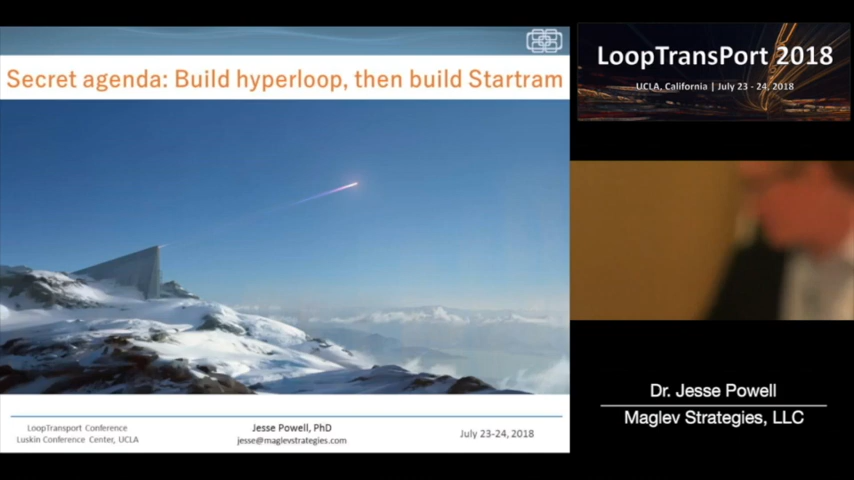 Secret agenda: Build hyperloop, then build Startram
LoopTransport Conference
Luskin Conference Center, UCLA
Jesse Powell, PhD
jesse@maglevstrategies.com
July 23-24, 2018
LoopTransPort 2018
UCLA, California | July 23 - 24, 2018
Dr. Jesse Powell
Maglev Strategies, LLC